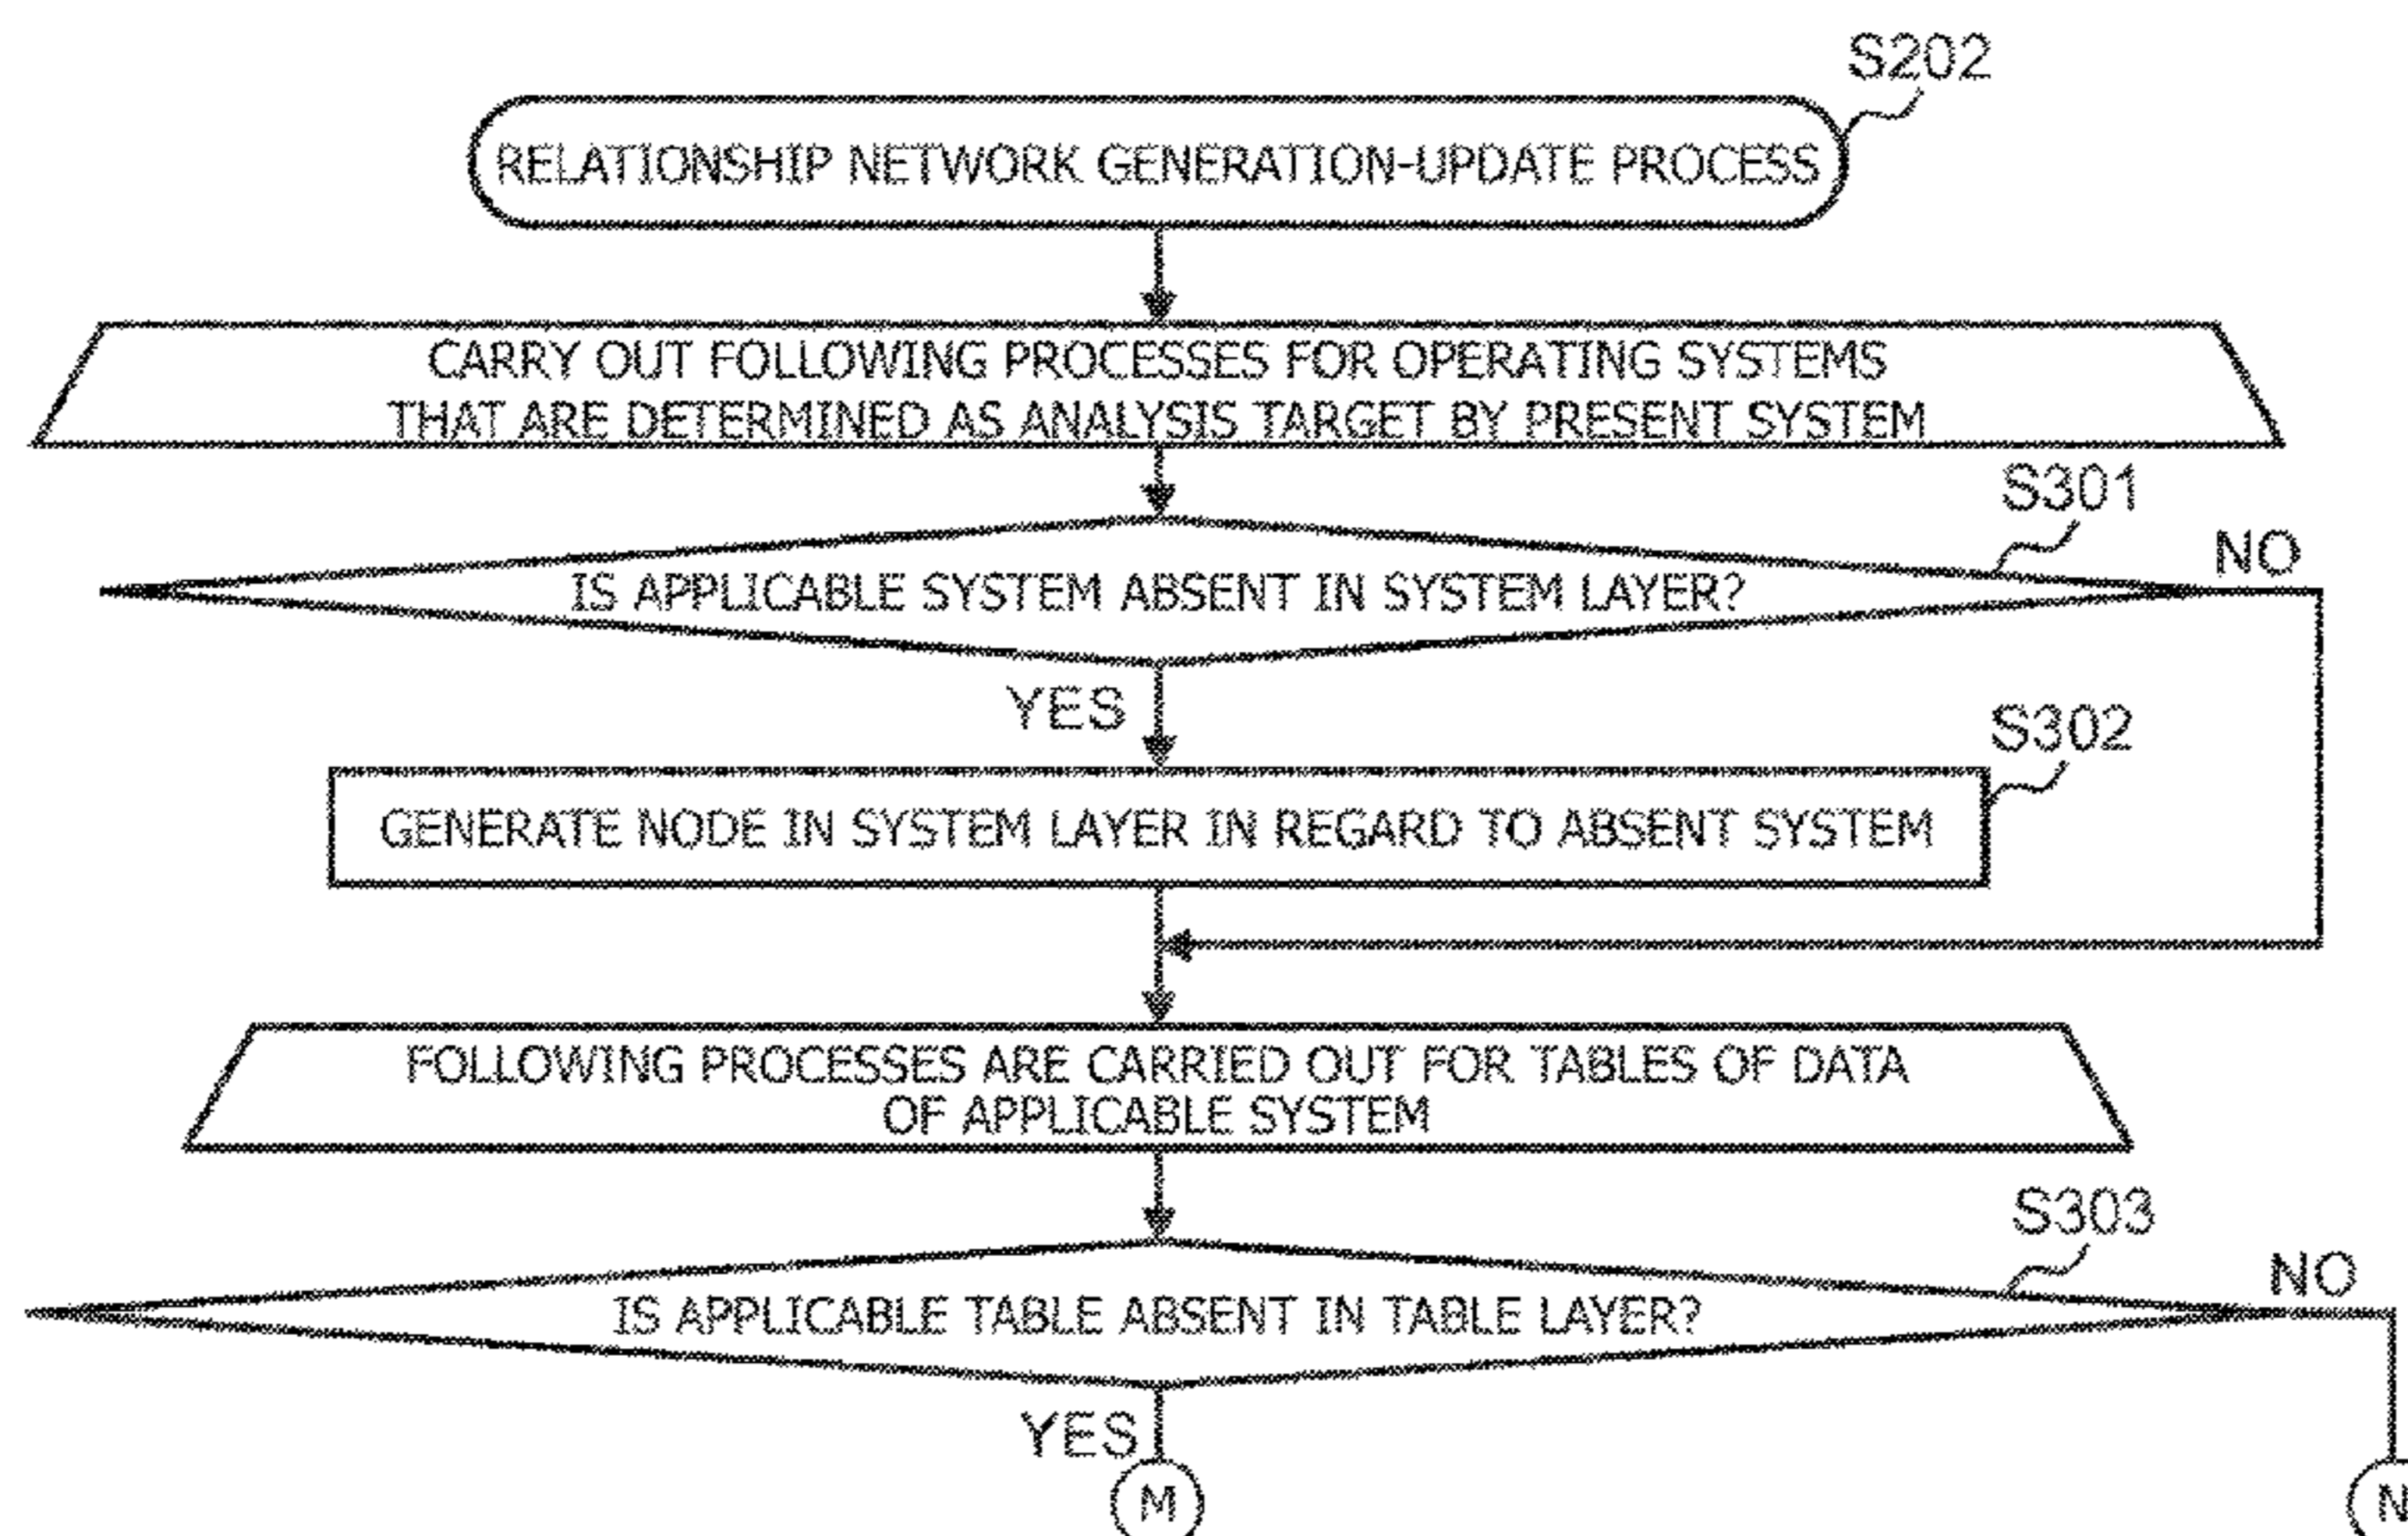 S202
RELATIONSHIP NETWORK GENERATION-UPDATE PROCESS
CARRY OUT FOLLOWING PROCESSES FOR OPERATING SYSTEMS
THAT ARE DETERMINED AS ANALYSIS TARGET BY PRESENT SYSTEM
S301
NO
IS APPLICABLE SYSTEM ABSENT IN SYSTEM LAYER?
YES
S302
GENERATE NODE IN SYSTEM LAYER IN REGARD TO ABSENT SYSTEM
FOLLOWING PROCESSES ARE CARRIED OUT FOR TABLES OF DATA
OF APPLICABLE SYSTEM
S303
NO
IS APPLICABLE TABLE ABSENT IN TABLE LAYER?
YES
M
N